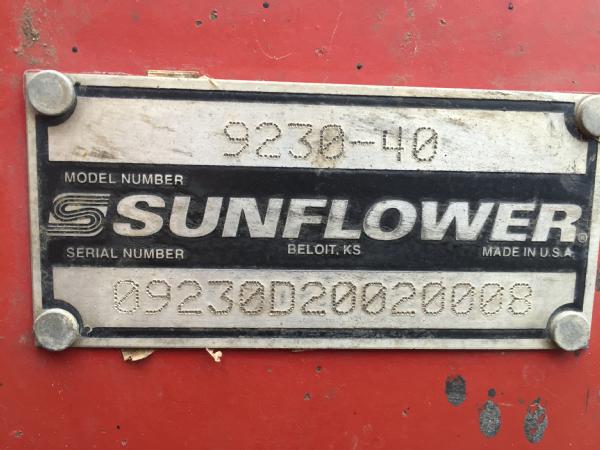 9230-40
MODEL NUMBER
SUNFLOWER®
SERIAL NUMBER BELOIT, KS MADE IN U.S.A
09230D20020008